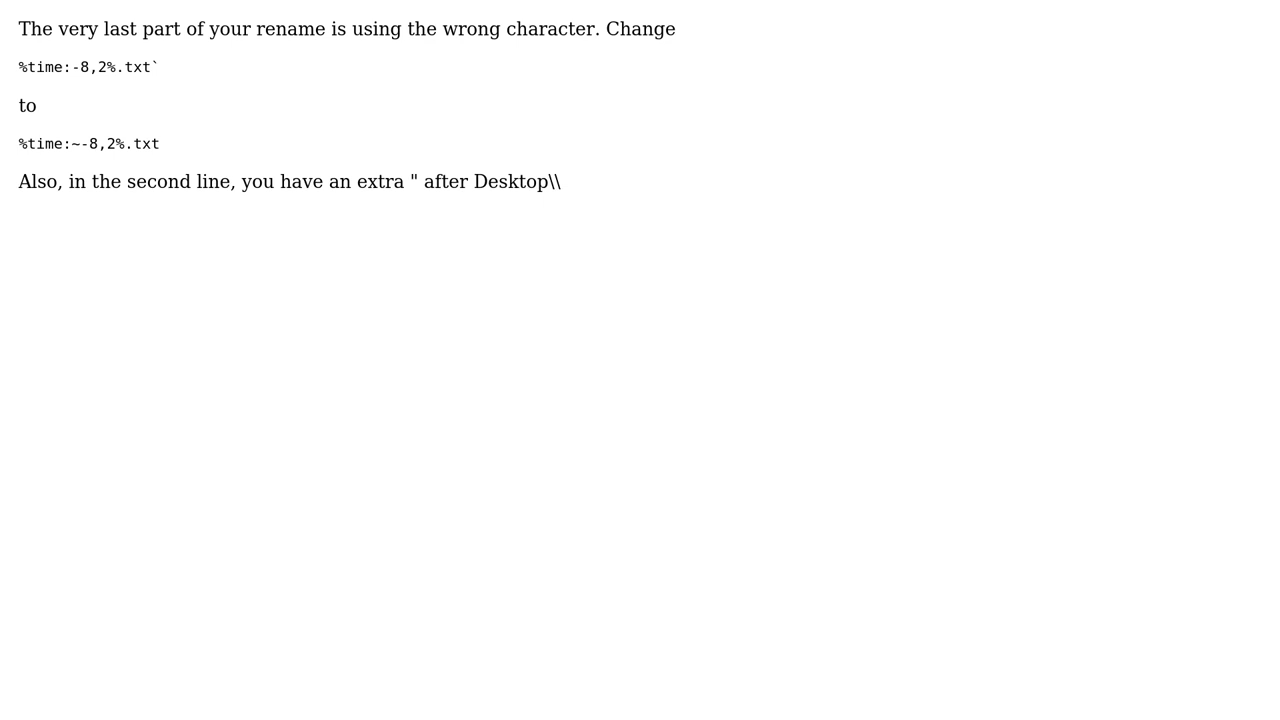 The very last part of your rename is using the wrong character. Change
%time:-8,2%.txt`
to
%time:~-8,2%.txt
Also, in the second line, you have an extra " after Desktop\\